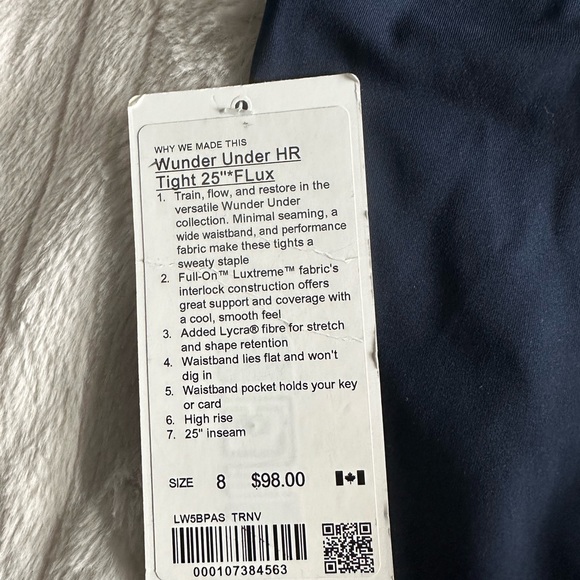 WHY WE MADE THIS
Wunder Under HR
Tight 25"*FLux
1. Train, flow, and restore in the
versatile Wunder Under
collection. Minimal seaming, a
wide waistband, and performance
fabric make these tights a
sweaty staple
2. Full-On™ Luxtreme™ fabric's
interlock construction offers
great support and coverage with
a cool, smooth feel
3. Added Lycra® fibre for stretch
and shape retention
4. Waistband lies flat and won't
dig in
5. Waistband pocket holds your key
or card
6. High rise
7. 25" inseam
SIZE 8 $98.00
LW5BPAS TRNV
000107384563